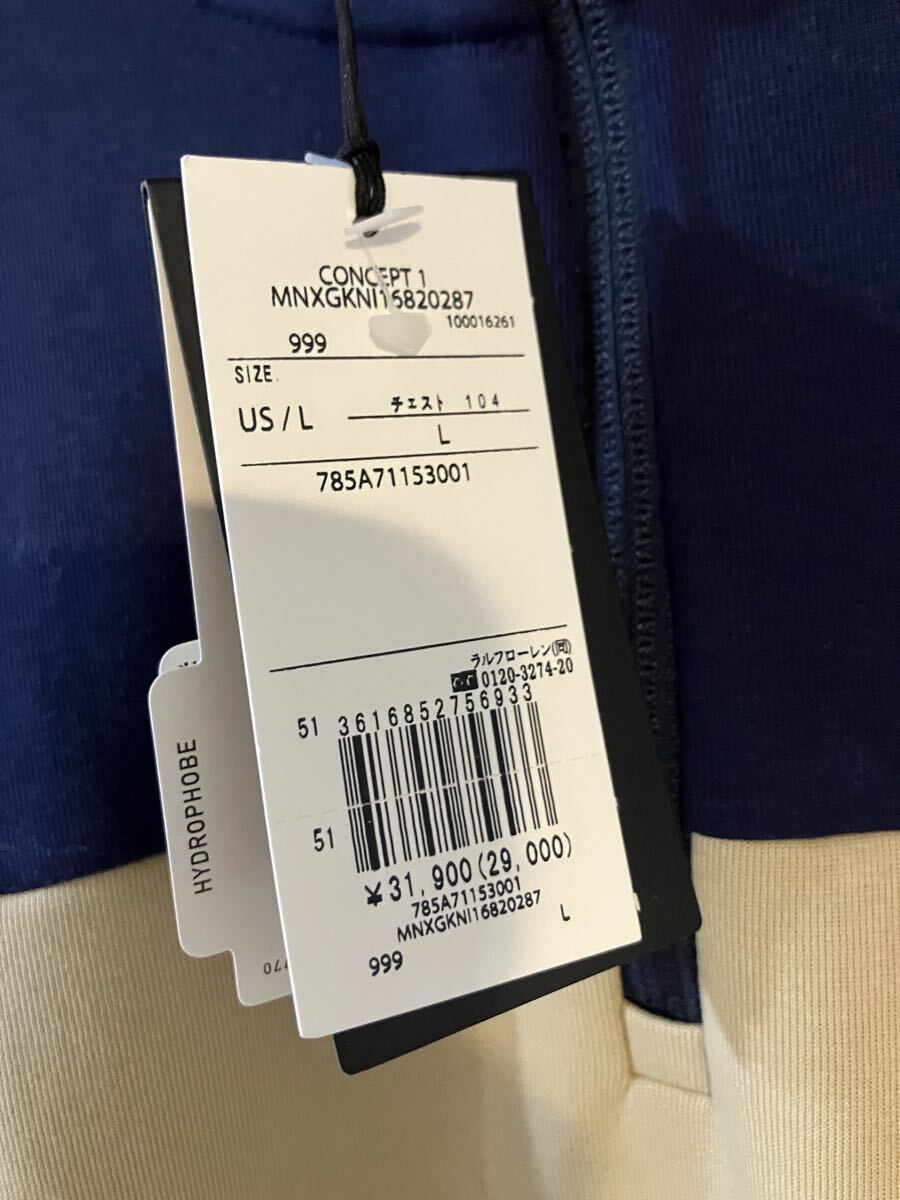 CONCEPT 1
MNXGKNI16820287
100016261
999
SIZE
US / L
チェスト 104
L
785A71153001
ラルフローレン(同)
0120-3274-20
51
3616852756933
51
¥31,900(29,000)
785A71153001
MNXGKNI16820287
L
999
HYDROPHOBE